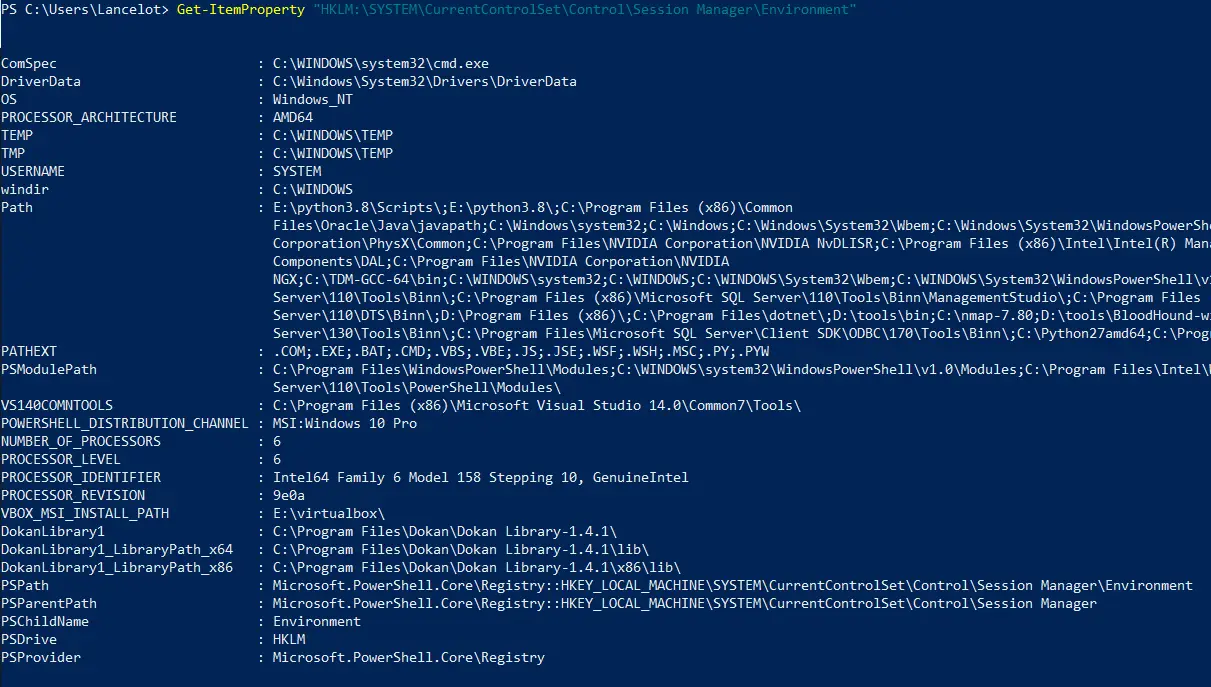 PS C:\Users\Lancelot> Get-ItemProperty "HKLM:\SYSTEM\CurrentControlSet\Control\Session Manager\Environment"
ComSpec : C:\WINDOWS\system32\cmd.exe
DriverData : C:\Windows\System32\Drivers\DriverData
OS : Windows_NT
PROCESSOR_ARCHITECTURE : AMD64
TEMP : C:\WINDOWS\TEMP
TMP : C:\WINDOWS\TEMP
USERNAME : SYSTEM
windir : C:\WINDOWS
Path : E:\python3.8\Scripts\;E:\python3.8\;C:\Program Files (x86)\Common
Files\Oracle\Java\javapath;C:\Windows\system32;C:\Windows;C:\Windows\System32\Wbem;C:\Windows\System32\WindowsPowerSh
Corporation\PhysX\Common;C:\Program Files\NVIDIA Corporation\NVIDIA NvDLISR;C:\Program Files (x86)\Intel\Intel(R) Man
Components\DAL;C:\Program Files\NVIDIA Corporation\NVIDIA
NGX;C:\TDM-GCC-64\bin;C:\WINDOWS\system32;C:\WINDOWS;C:\WINDOWS\System32\Wbem;C:\WINDOWS\System32\WindowsPowerShell\v1
Server\110\Tools\Binn\;C:\Program Files (x86)\Microsoft SQL Server\110\Tools\Binn\ManagementStudio\;C:\Program Files
Server\110\DTS\Binn\;D:\Program Files (x86)\;C:\Program Files\dotnet\;D:\tools\bin;C:\nmap-7.80;D:\tools\BloodHound-wi
Server\130\Tools\Binn\;C:\Program Files\Microsoft SQL Server\Client SDK\ODBC\170\Tools\Binn\;C:\Python27amd64;C:\Prog
PATHEXT : .COM;.EXE;.BAT;.CMD;.VBS;.VBE;.JS;.JSE;.WSF;.WSH;.MSC;.PY;.PYW
PSModulePath : C:\Program Files\WindowsPowerShell\Modules;C:\WINDOWS\system32\WindowsPowerShell\v1.0\Modules;C:\Program Files\Intel\
Server\110\Tools\PowerShell\Modules\
VS140COMNTOOLS : C:\Program Files (x86)\Microsoft Visual Studio 14.0\Common7\Tools\
POWERSHELL_DISTRIBUTION_CHANNEL : MSI:Windows 10 Pro
NUMBER_OF_PROCESSORS : 6
PROCESSOR_LEVEL : 6
PROCESSOR_IDENTIFIER : Intel64 Family 6 Model 158 Stepping 10, GenuineIntel
PROCESSOR_REVISION : 9e0a
VBOX_MSI_INSTALL_PATH : E:\virtualbox\
DokanLibrary1 : C:\Program Files\Dokan\Dokan Library-1.4.1\
DokanLibrary1_LibraryPath_x64 : C:\Program Files\Dokan\Dokan Library-1.4.1\lib\
DokanLibrary1_LibraryPath_x86 : C:\Program Files\Dokan\Dokan Library-1.4.1\x86\lib\
PSPath : Microsoft.PowerShell.Core\Registry::HKEY_LOCAL_MACHINE\SYSTEM\CurrentControlSet\Control\Session Manager\Environment
PSParentPath : Microsoft.PowerShell.Core\Registry::HKEY_LOCAL_MACHINE\SYSTEM\CurrentControlSet\Control\Session Manager
PSChildName : Environment
PSDrive : HKLM
PSProvider : Microsoft.PowerShell.Core\Registry